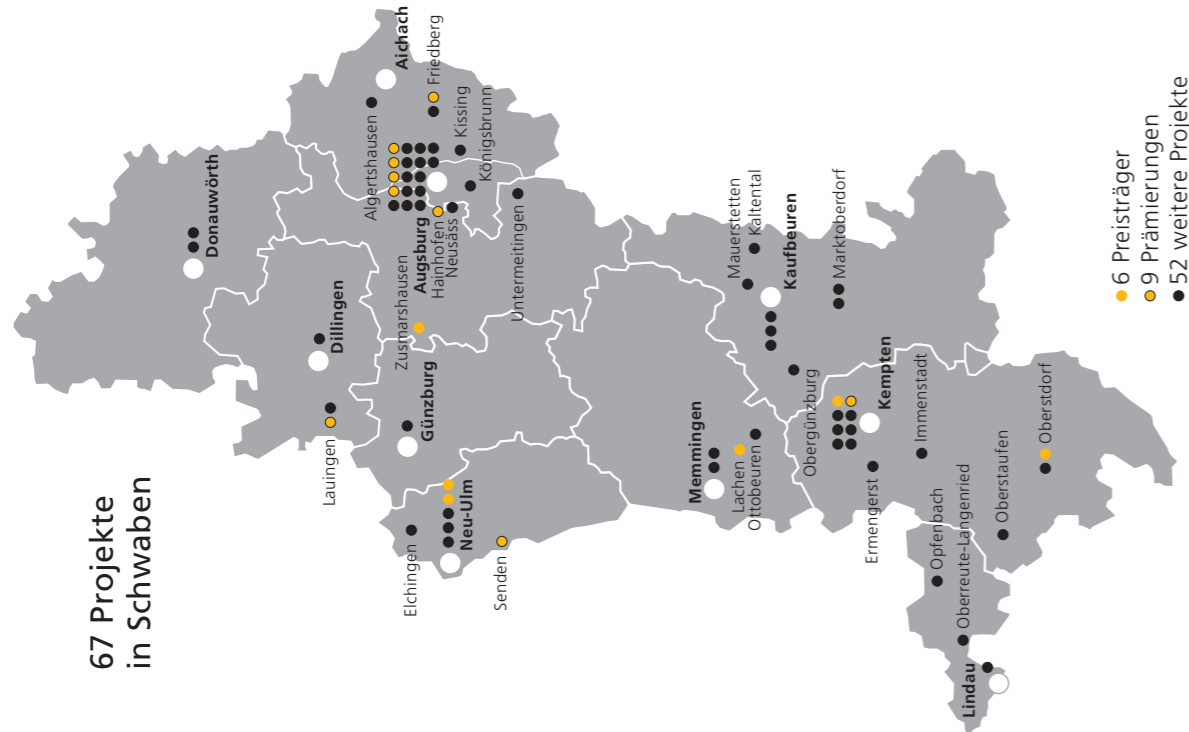 67 Projekte
in Schwaben
Donauwörth
Dillingen
Lauingen
Aichach
Algertshausen
Friedberg
Kissing
Königsbrunn
Augsburg
Hainhofen
Neusäss
Zusmarshausen
Untermeitingen
Günzburg
Elchingen
Neu-Ulm
Senden
Memmingen
Lachen
Ottobeuren
Mauerstetten
Kaltental
Kaufbeuren
Marktoberdorf
Obergünzburg
Kempten
Ermengerst
Immenstadt
Opfenbach
Oberreute-Langenried
Oberstaufen
Oberstdorf
Lindau
6 Preisträger
9 Prämierungen
52 weitere Projekte